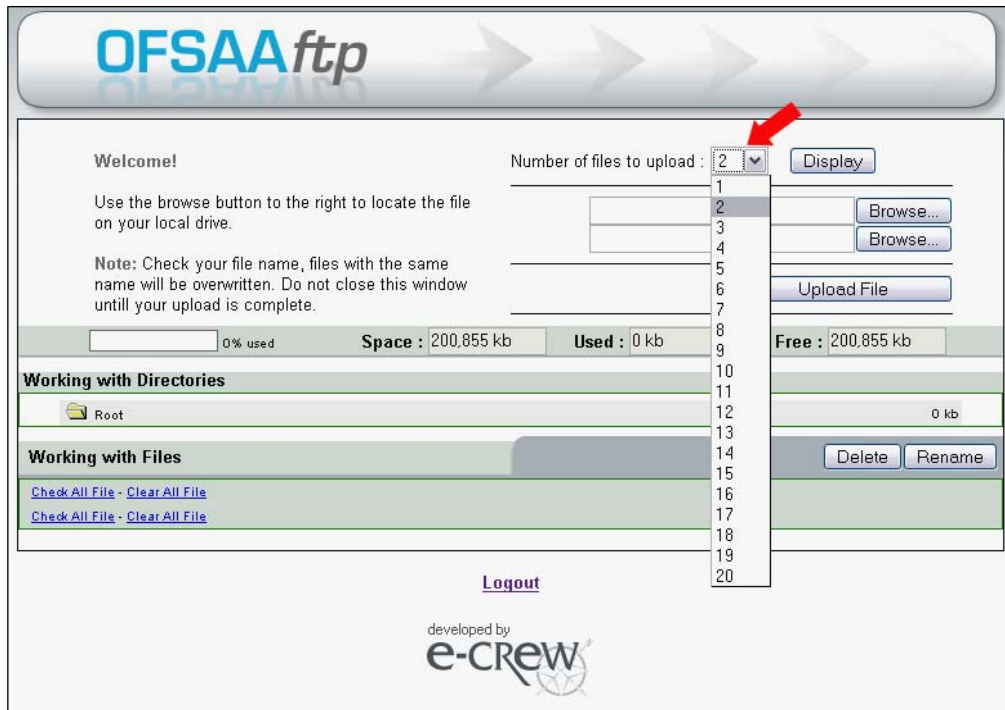 OFSAAftp
Welcome!
Use the browse button to the right to locate the file
on your local drive.
Note: Check your file name, files with the same
name will be overwritten. Do not close this window
untill your upload is complete.
Number of files to upload : 2 Display
1
2
3
4
5
6
7
8
9
10
11
12
13
14
15
16
17
18
19
20
Browse...
Browse...
Upload File
0% used Space : 200,855 kb Used : 0 kb Free : 200,855 kb
Working with Directories
Root 0 kb
Working with Files Delete Rename
Check All File - Clear All File
Check All File - Clear All File
Logout
developed by
e-CReW